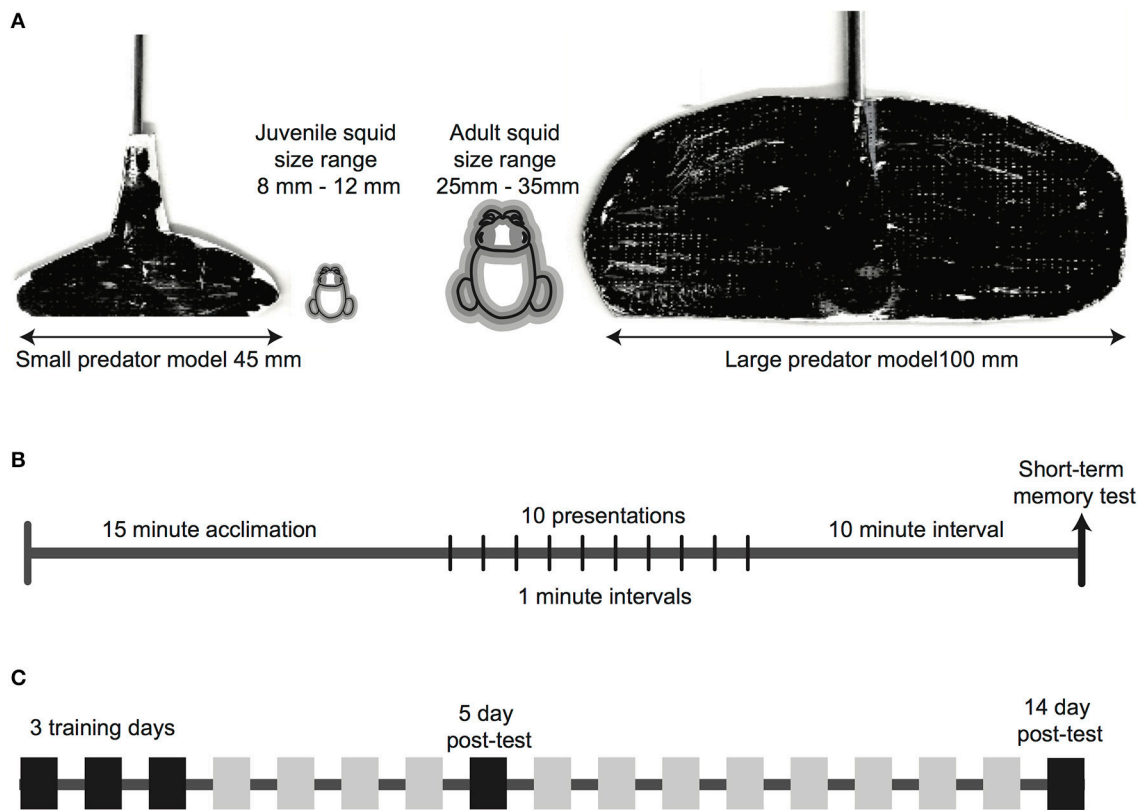 A
Juvenile squid
size range
8 mm - 12 mm
Adult squid
size range
25mm - 35mm
Small predator model 45 mm
Large predator model100 mm
B
15 minute acclimation
10 presentations
1 minute intervals
10 minute interval
Short-term
memory test
C
3 training days
5 day
post-test
14 day
post-test